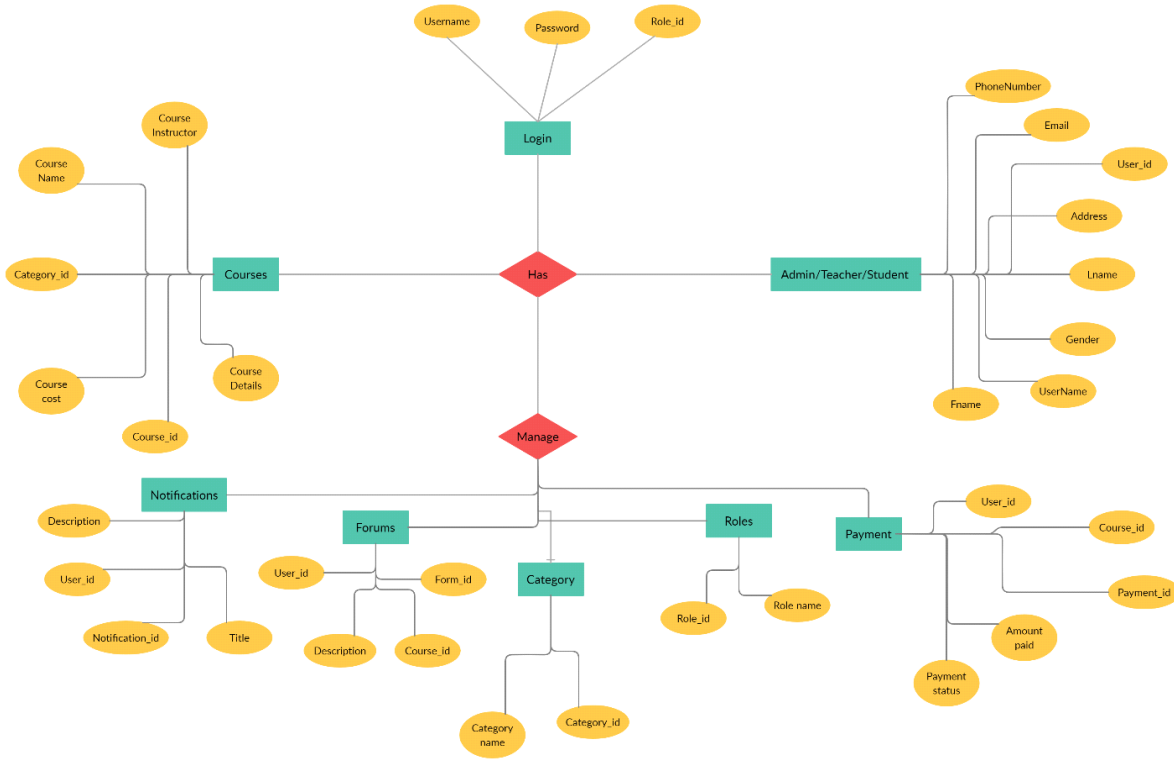 Username
Password
Role_id
Login
PhoneNumber
Email
User_id
Address
Lname
Gender
UserName
Fname
Admin/Teacher/Student
Has
Courses
Course
Instructor
Course
Name
Category_id
Course
cost
Course_id
Course
Details
Manage
Notifications
Description
User_id
Notification_id
Title
Forums
User_id
Form_id
Description
Course_id
Category
Category
name
Category_id
Roles
Role_id
Role name
Payment
User_id
Course_id
Payment_id
Amount
paid
Payment
status